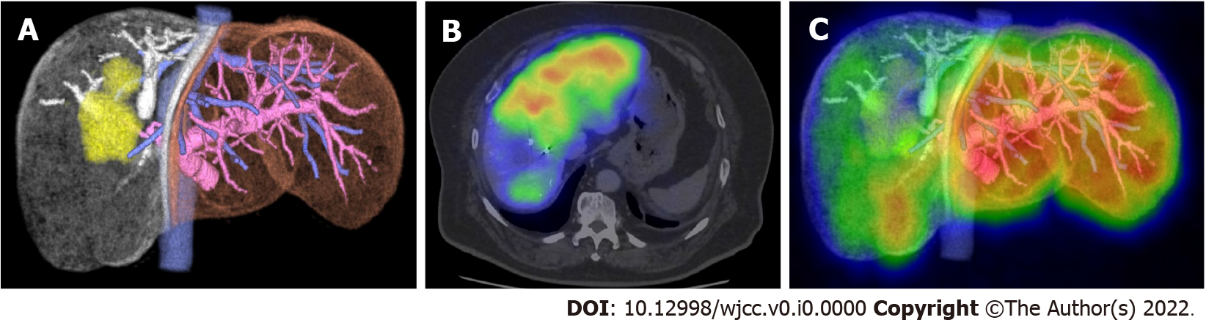 A
B
C
DOI: 10.12998/wjcc.v0.i0.0000 Copyright ©The Author(s) 2022.